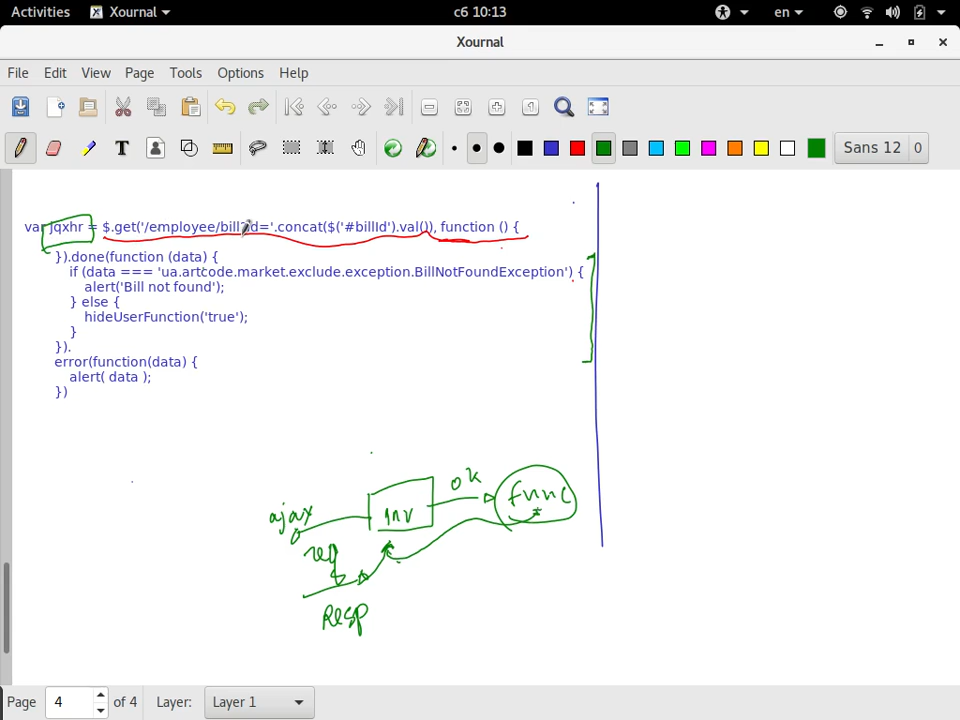 Activities Xournal сб 10:13 en
Xournal
File Edit View Page Tools Options Help
Sans 12 0
var jqxhr = $.get('/employee/bill?id='.concat($('#billId').val()), function () {
}).done(function (data) {
if (data === 'ua.artcode.market.exclude.exception.BillNotFoundException') {
alert('Bill not found');
} else {
hideUserFunction('true');
}
}).
error(function(data) {
alert( data );
})
ok
func
inv
ajax
req
RESP
Page 4 of 4 Layer: Layer 1